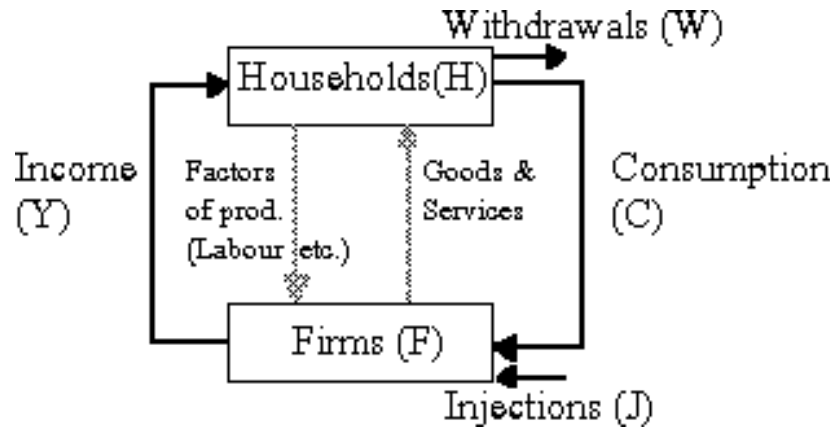 Withdrawals (W)
Households(H)
Income
(Y)
Factors
of prod.
(Labour etc.)
Goods &
Services
Consumption
(C)
Firms (F)
Injections (J)